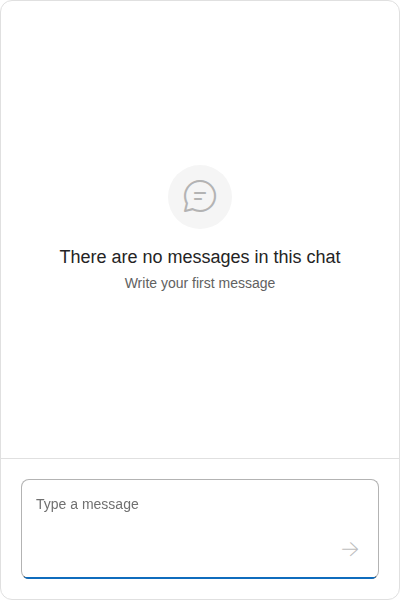 There are no messages in this chat
Write your first message
Type a message